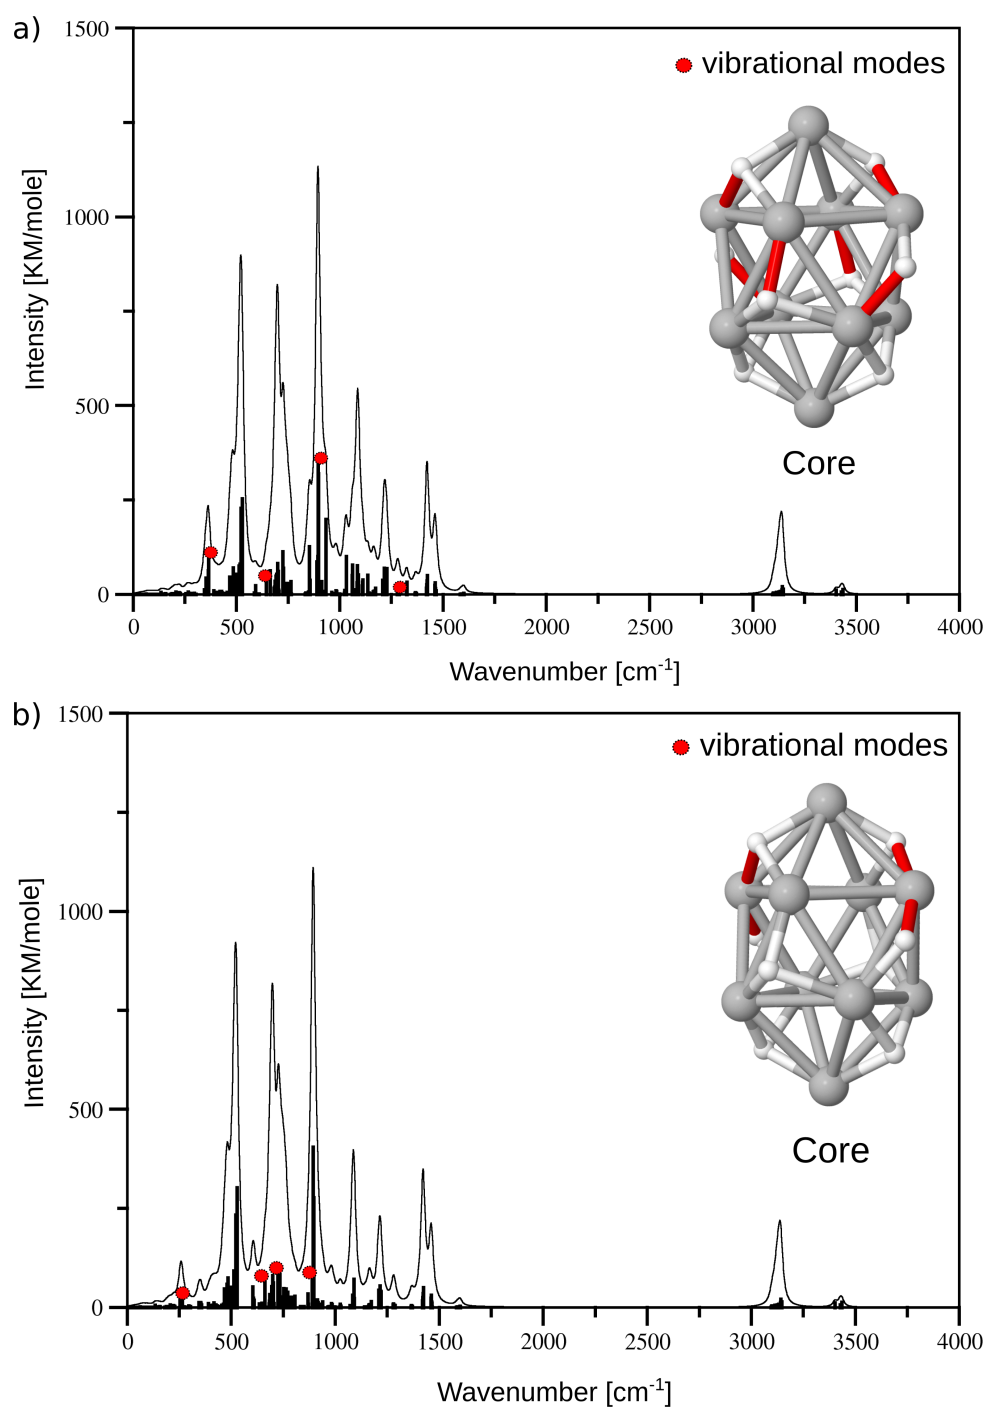 a)
1500
vibrational modes
1000
Intensity [KM/mole]
Core
500
0
0 500 1000 1500 2000 2500 3000 3500 4000
Wavenumber [cm-1]
b)
1500
vibrational modes
1000
Intensity [KM/mole]
Core
500
0
0 500 1000 1500 2000 2500 3000 3500 4000
Wavenumber [cm-1]